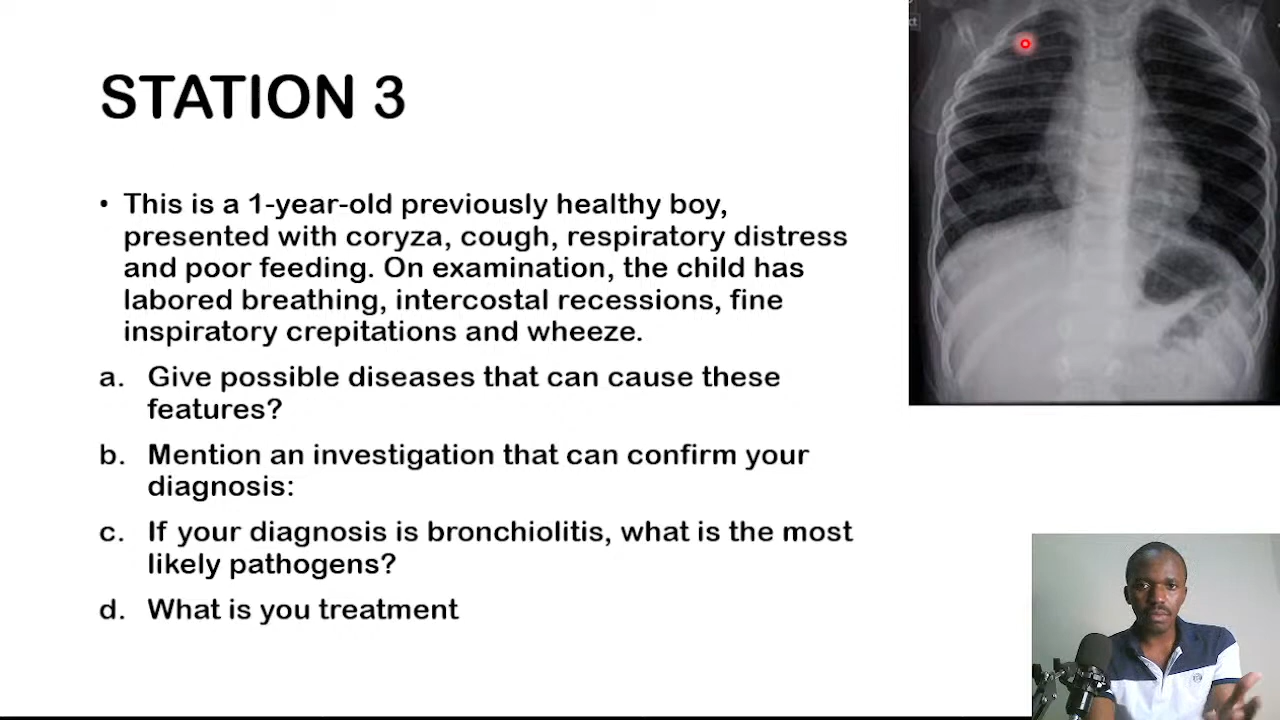 STATION 3
• This is a 1-year-old previously healthy boy,
presented with coryza, cough, respiratory distress
and poor feeding. On examination, the child has
labored breathing, intercostal recessions, fine
inspiratory crepitations and wheeze.
a. Give possible diseases that can cause these
features?
b. Mention an investigation that can confirm your
diagnosis:
c. If your diagnosis is bronchiolitis, what is the most
likely pathogens?
d. What is you treatment